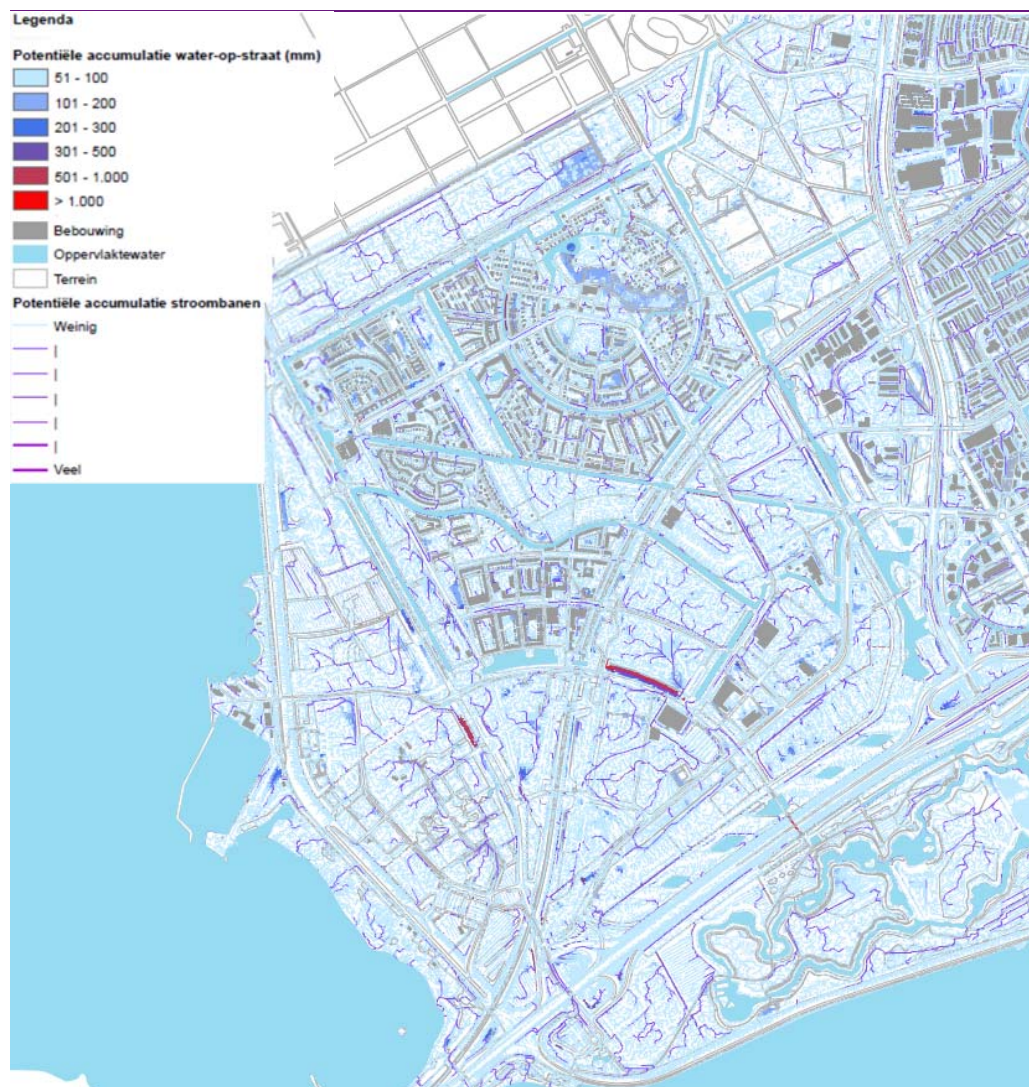 Legenda
Potentiële accumulatie water-op-straat (mm)
51 - 100
101 - 200
201 - 300
301 - 500
501 - 1.000
> 1.000
Bebouwing
Oppervlaktewater
Terrein
Potentiële accumulatie stroombanen
Weinig
|
|
|
|
|
Veel